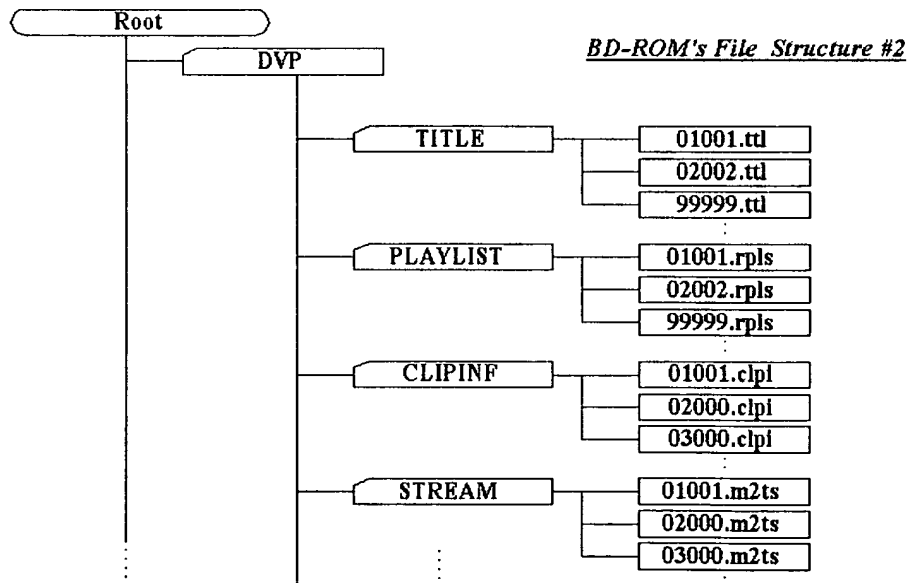 Root
BD-ROM's File Structure #2
DVP
TITLE
01001.ttl
02002.ttl
99999.ttl
PLAYLIST
01001.rpls
02002.rpls
99999.rpls
CLIPINF
01001.clpi
02000.clpi
03000.clpi
STREAM
01001.m2ts
02000.m2ts
03000.m2ts